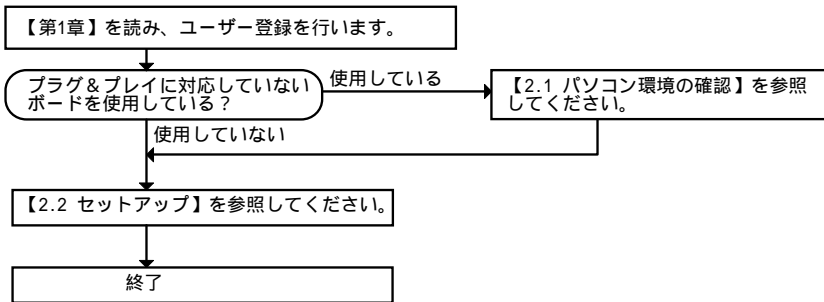 【第1章】を読み、ユーザー登録を行います。
プラグ&プレイに対応していない
ボードを使用している?
使用している
【2.1 パソコン環境の確認】を参照
してください。
使用していない
【2.2 セットアップ】を参照してください。
終了